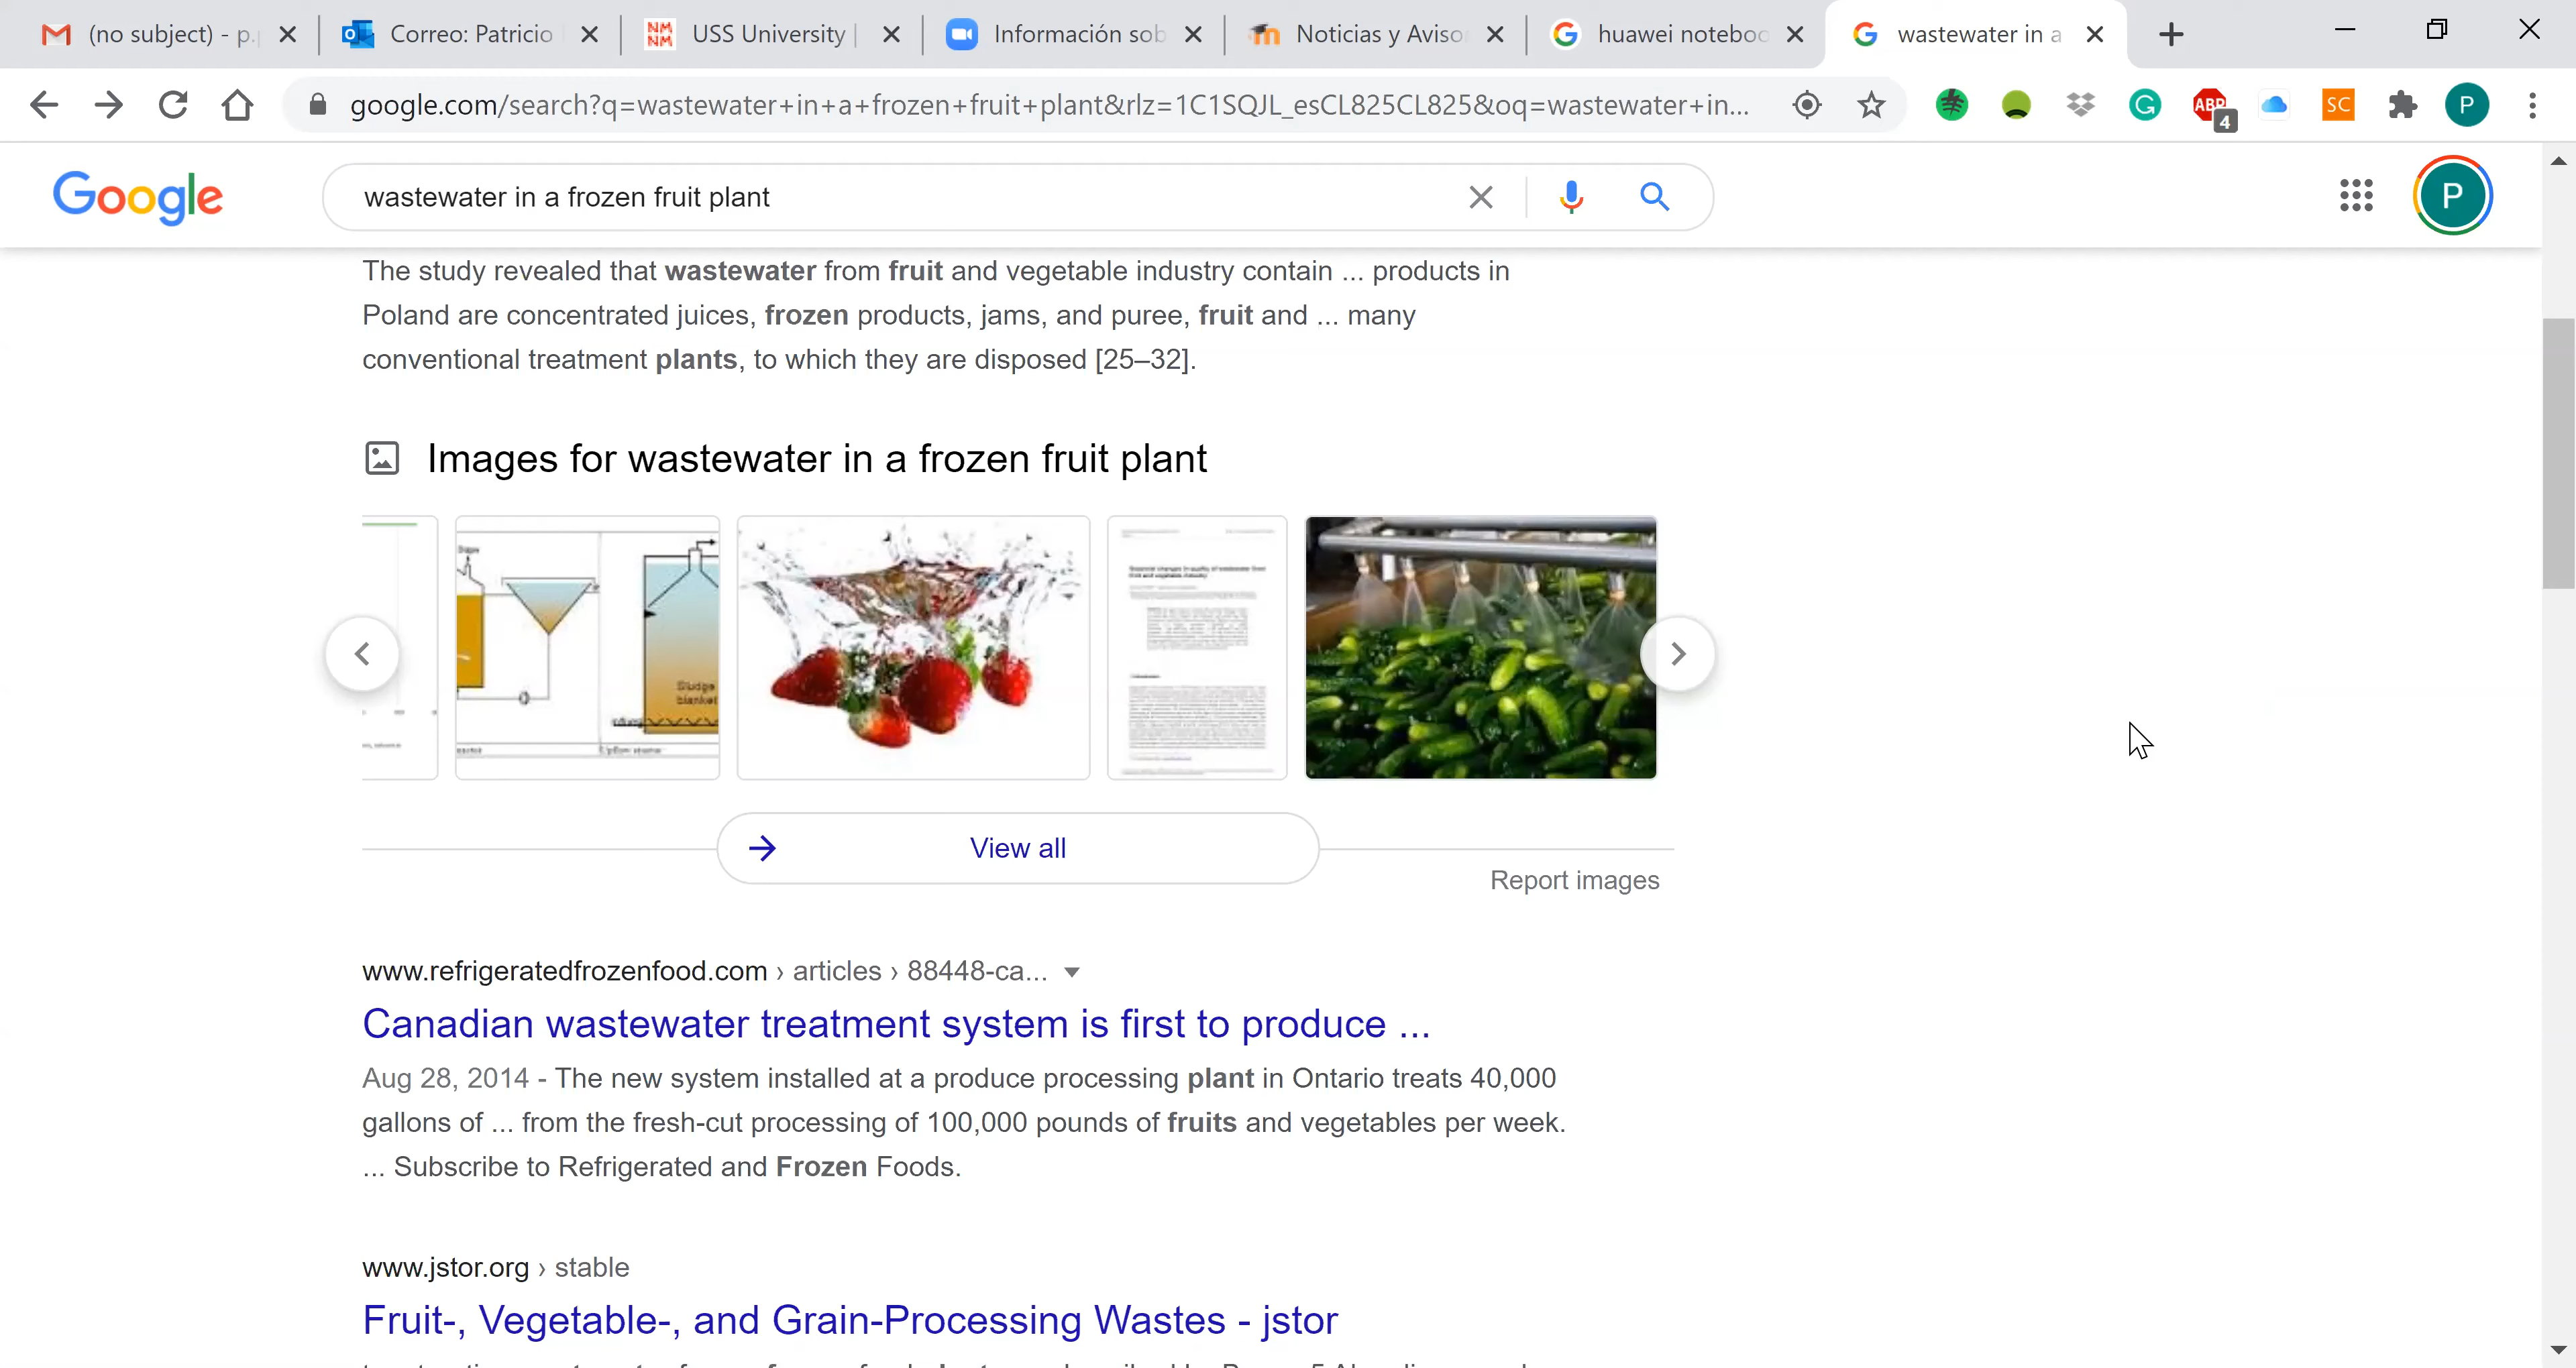 (no subject) - p.
Correo: Patricio
USS University |
Información sob
Noticias y Aviso
huawei noteboo
wastewater in a
google.com/search?q=wastewater+in+a+frozen+fruit+plant&rlz=1C1SQJL_esCL825CL825&oq=wastewater+in...
ABP
4
SC
P
Google
wastewater in a frozen fruit plant
P
The study revealed that wastewater from fruit and vegetable industry contain ... products in
Poland are concentrated juices, frozen products, jams, and puree, fruit and ... many
conventional treatment plants, to which they are disposed [25–32].
Images for wastewater in a frozen fruit plant
Sludge
blanket
View all
Report images
www.refrigeratedfrozenfood.com › articles › 88448-ca...
Canadian wastewater treatment system is first to produce ...
Aug 28, 2014 - The new system installed at a produce processing plant in Ontario treats 40,000
gallons of ... from the fresh-cut processing of 100,000 pounds of fruits and vegetables per week.
... Subscribe to Refrigerated and Frozen Foods.
www.jstor.org › stable
Fruit-, Vegetable-, and Grain-Processing Wastes - jstor